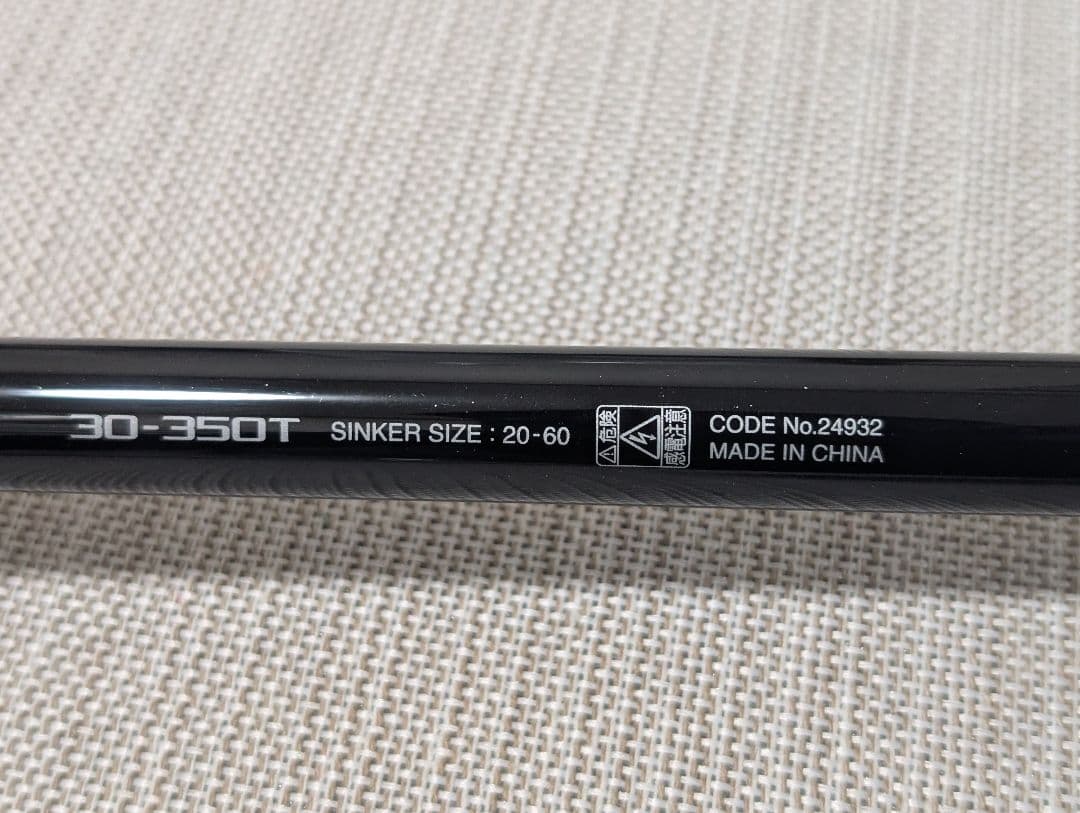 30-350T SINKER SIZE : 20-60
危険
感電注意
CODE No.24932
MADE IN CHINA